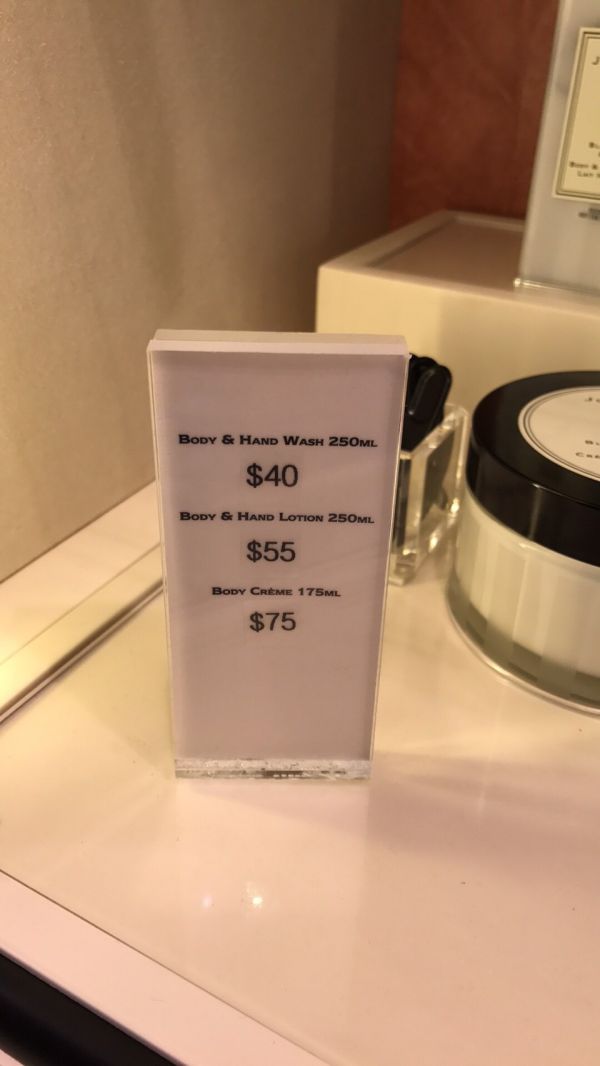 Body & Hand Wash 250ml
$40
Body & Hand Lotion 250ml
$55
Body Crème 175ml
$75